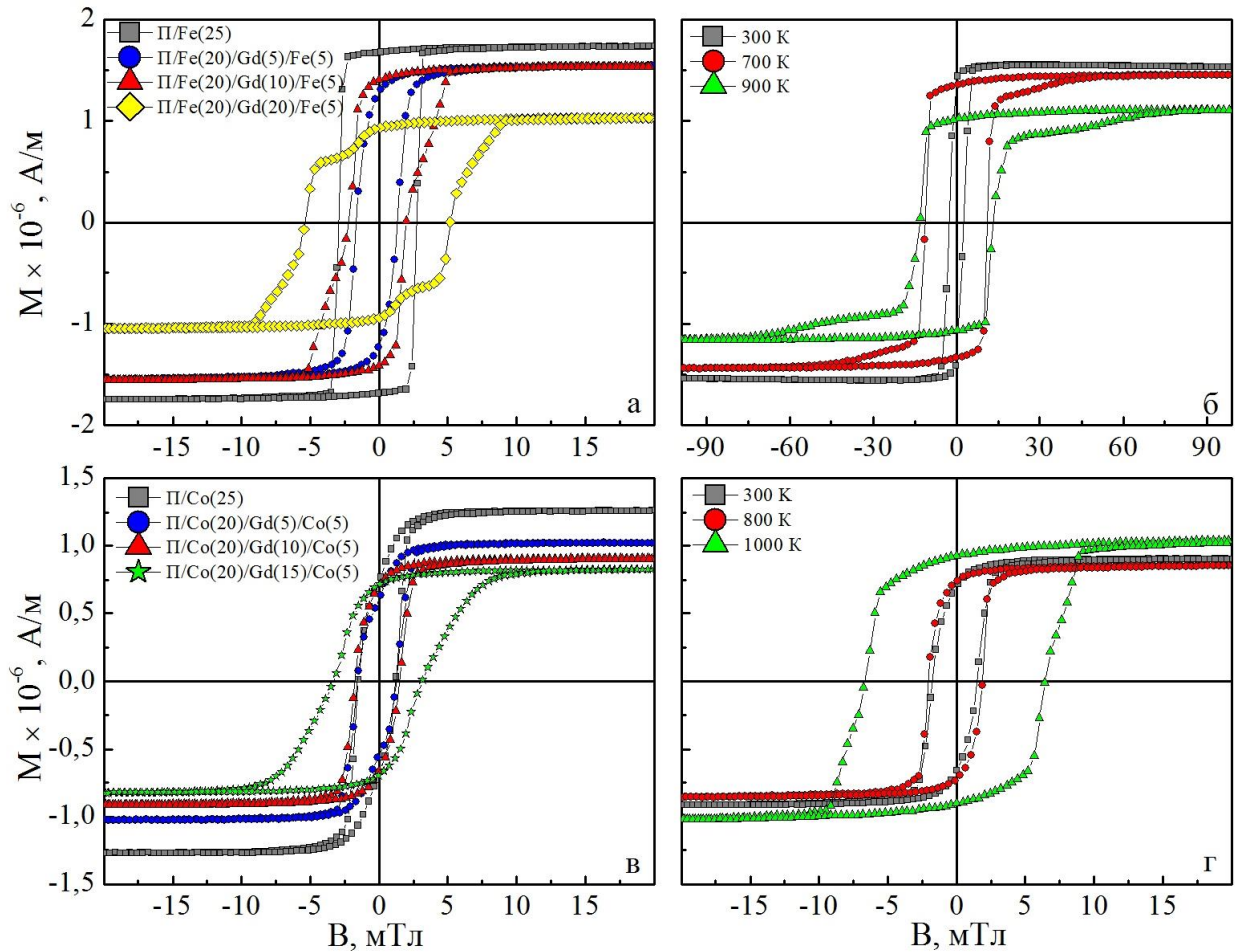 П/Fe(25)
П/Fe(20)/Gd(5)/Fe(5)
П/Fe(20)/Gd(10)/Fe(5)
П/Fe(20)/Gd(20)/Fe(5)
2
1
0
-1
-2
M × 10⁻⁶, А/м
-15 -10 -5 0 5 10 15
а
300 K
700 K
900 K
-90 -60 -30 0 30 60 90
б
П/Co(25)
П/Co(20)/Gd(5)/Co(5)
П/Co(20)/Gd(10)/Co(5)
П/Co(20)/Gd(15)/Co(5)
1,5
1,0
0,5
0,0
-0,5
-1,0
-1,5
M × 10⁻⁶, А/м
-15 -10 -5 0 5 10 15
В, мТл
в
300 K
800 K
1000 K
-15 -10 -5 0 5 10 15
В, мТл
г